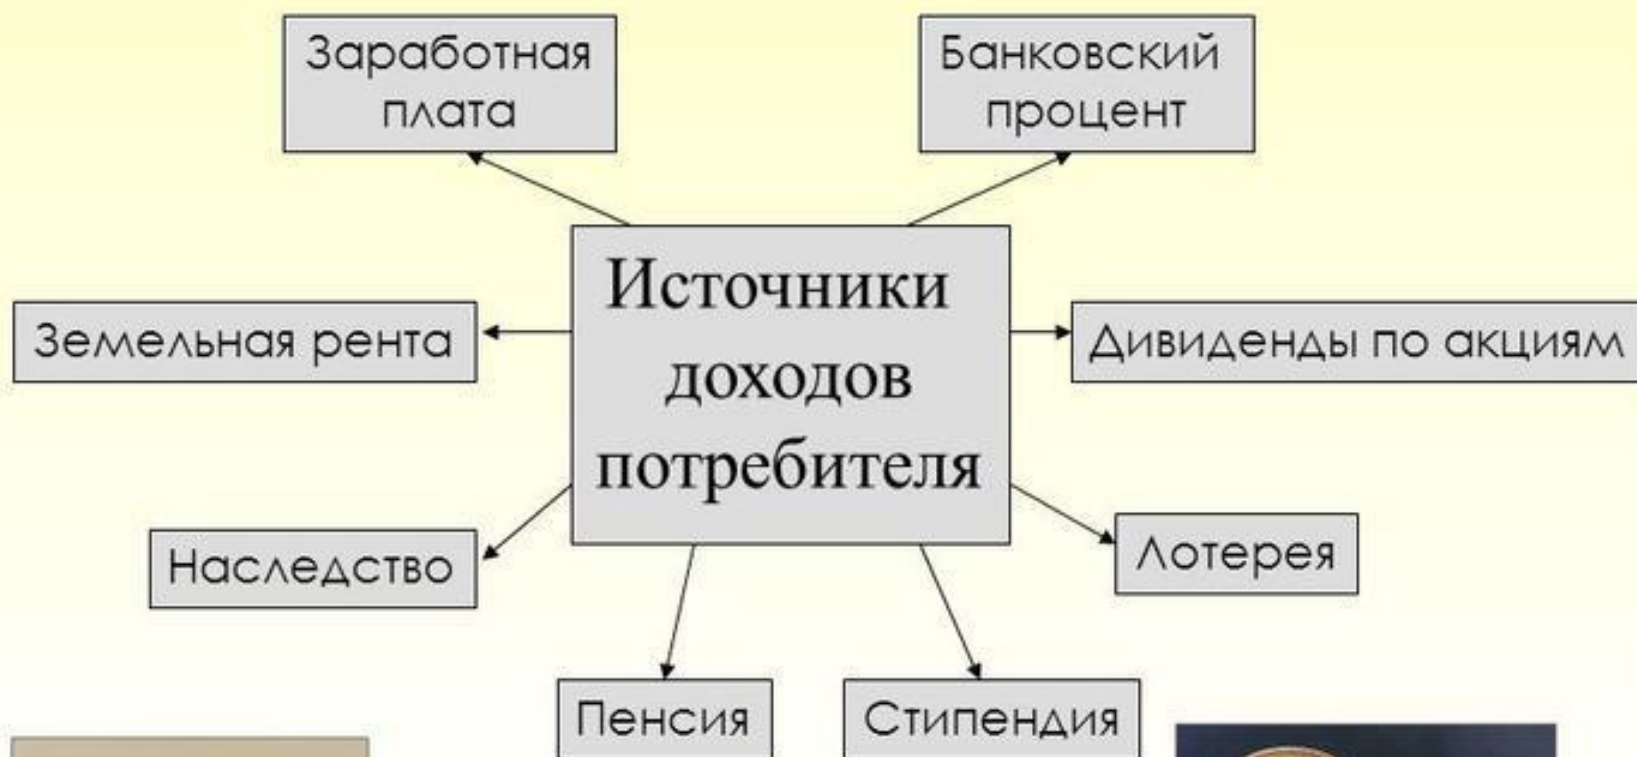 Заработная
плата
Банковский
процент
Источники
доходов
потребителя
Земельная рента
Дивиденды по акциям
Наследство
Лотерея
Пенсия
Стипендия